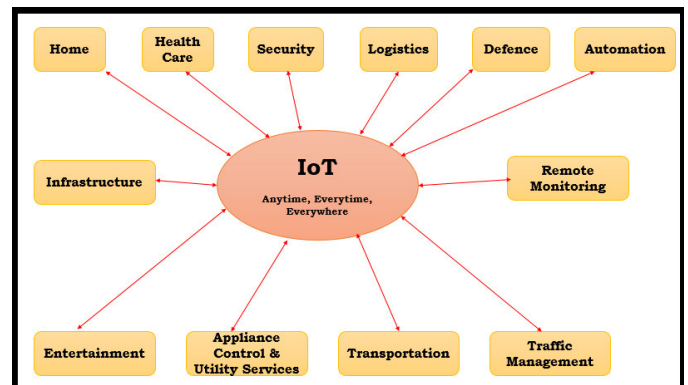 Home
Health
Care
Security
Logistics
Defence
Automation
IoT
Anytime, Everytime,
Everywhere
Infrastructure
Remote
Monitoring
Entertainment
Appliance
Control &
Utility Services
Transportation
Traffic
Management